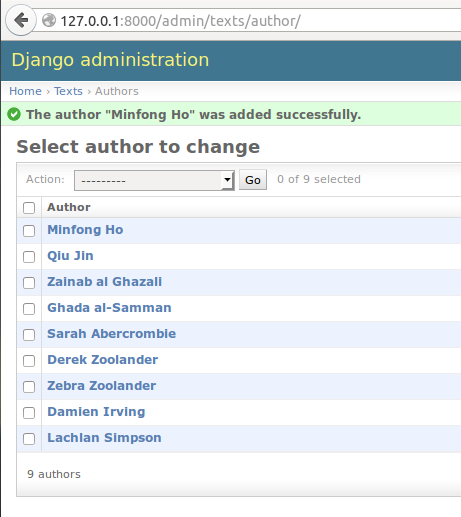 127.0.0.1:8000/admin/texts/author/
Django administration
Home › Texts › Authors
The author "Minfong Ho" was added successfully.
Select author to change
Action: --------- Go 0 of 9 selected
Author
Minfong Ho
Qiu Jin
Zainab al Ghazali
Ghada al-Samman
Sarah Abercrombie
Derek Zoolander
Zebra Zoolander
Damien Irving
Lachlan Simpson
9 authors